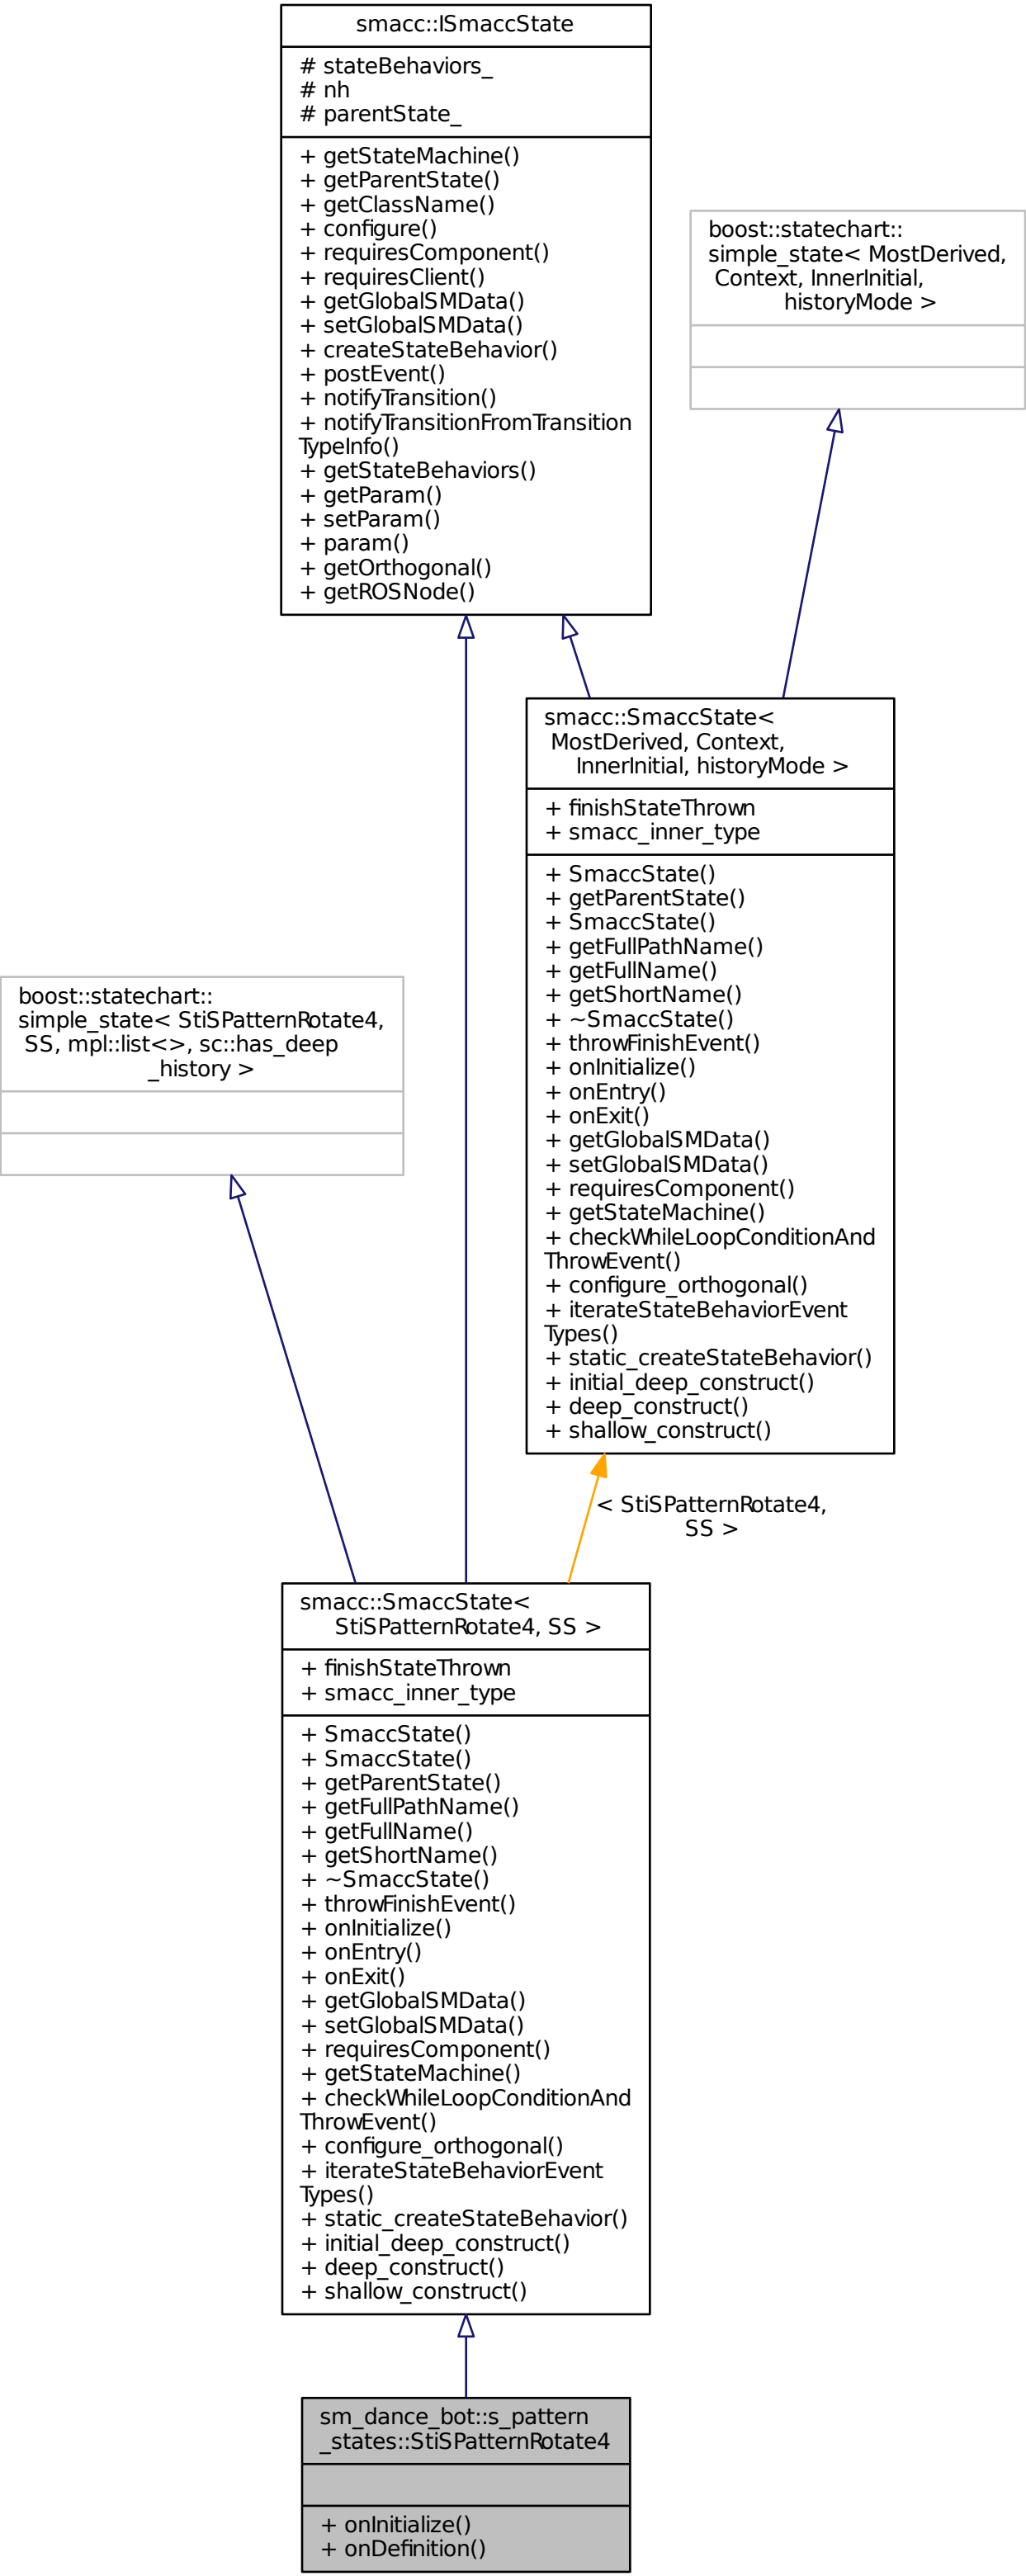 smacc::ISmaccState
# stateBehaviors_
# nh
# parentState_
+ getStateMachine()
+ getParentState()
+ getClassName()
+ configure()
+ requiresComponent()
+ requiresClient()
+ getGlobalSMData()
+ setGlobalSMData()
+ createStateBehavior()
+ postEvent()
+ notifyTransition()
+ notifyTransitionFromTransition
TypeInfo()
+ getStateBehaviors()
+ getParam()
+ setParam()
+ param()
+ getOrthogonal()
+ getROSNode()
boost::statechart::
simple_state< MostDerived,
Context, InnerInitial,
historyMode >
smacc::SmaccState<
MostDerived, Context,
InnerInitial, historyMode >
+ finishStateThrown
+ smacc_inner_type
+ SmaccState()
+ getParentState()
+ SmaccState()
+ getFullPathName()
+ getFullName()
+ getShortName()
+ ~SmaccState()
+ throwFinishEvent()
+ onInitialize()
+ onEntry()
+ onExit()
+ getGlobalSMData()
+ setGlobalSMData()
+ requiresComponent()
+ getStateMachine()
+ checkWhileLoopConditionAnd
ThrowEvent()
+ configure_orthogonal()
+ iterateStateBehaviorEvent
Types()
+ static_createStateBehavior()
+ initial_deep_construct()
+ deep_construct()
+ shallow_construct()
boost::statechart::
simple_state< StiSPatternRotate4,
SS, mpl::list<>, sc::has_deep
_history >
< StiSPatternRotate4,
SS >
smacc::SmaccState<
StiSPatternRotate4, SS >
+ finishStateThrown
+ smacc_inner_type
+ SmaccState()
+ SmaccState()
+ getParentState()
+ getFullPathName()
+ getFullName()
+ getShortName()
+ ~SmaccState()
+ throwFinishEvent()
+ onInitialize()
+ onEntry()
+ onExit()
+ getGlobalSMData()
+ setGlobalSMData()
+ requiresComponent()
+ getStateMachine()
+ checkWhileLoopConditionAnd
ThrowEvent()
+ configure_orthogonal()
+ iterateStateBehaviorEvent
Types()
+ static_createStateBehavior()
+ initial_deep_construct()
+ deep_construct()
+ shallow_construct()
sm_dance_bot::s_pattern
_states::StiSPatternRotate4
+ onInitialize()
+ onDefinition()